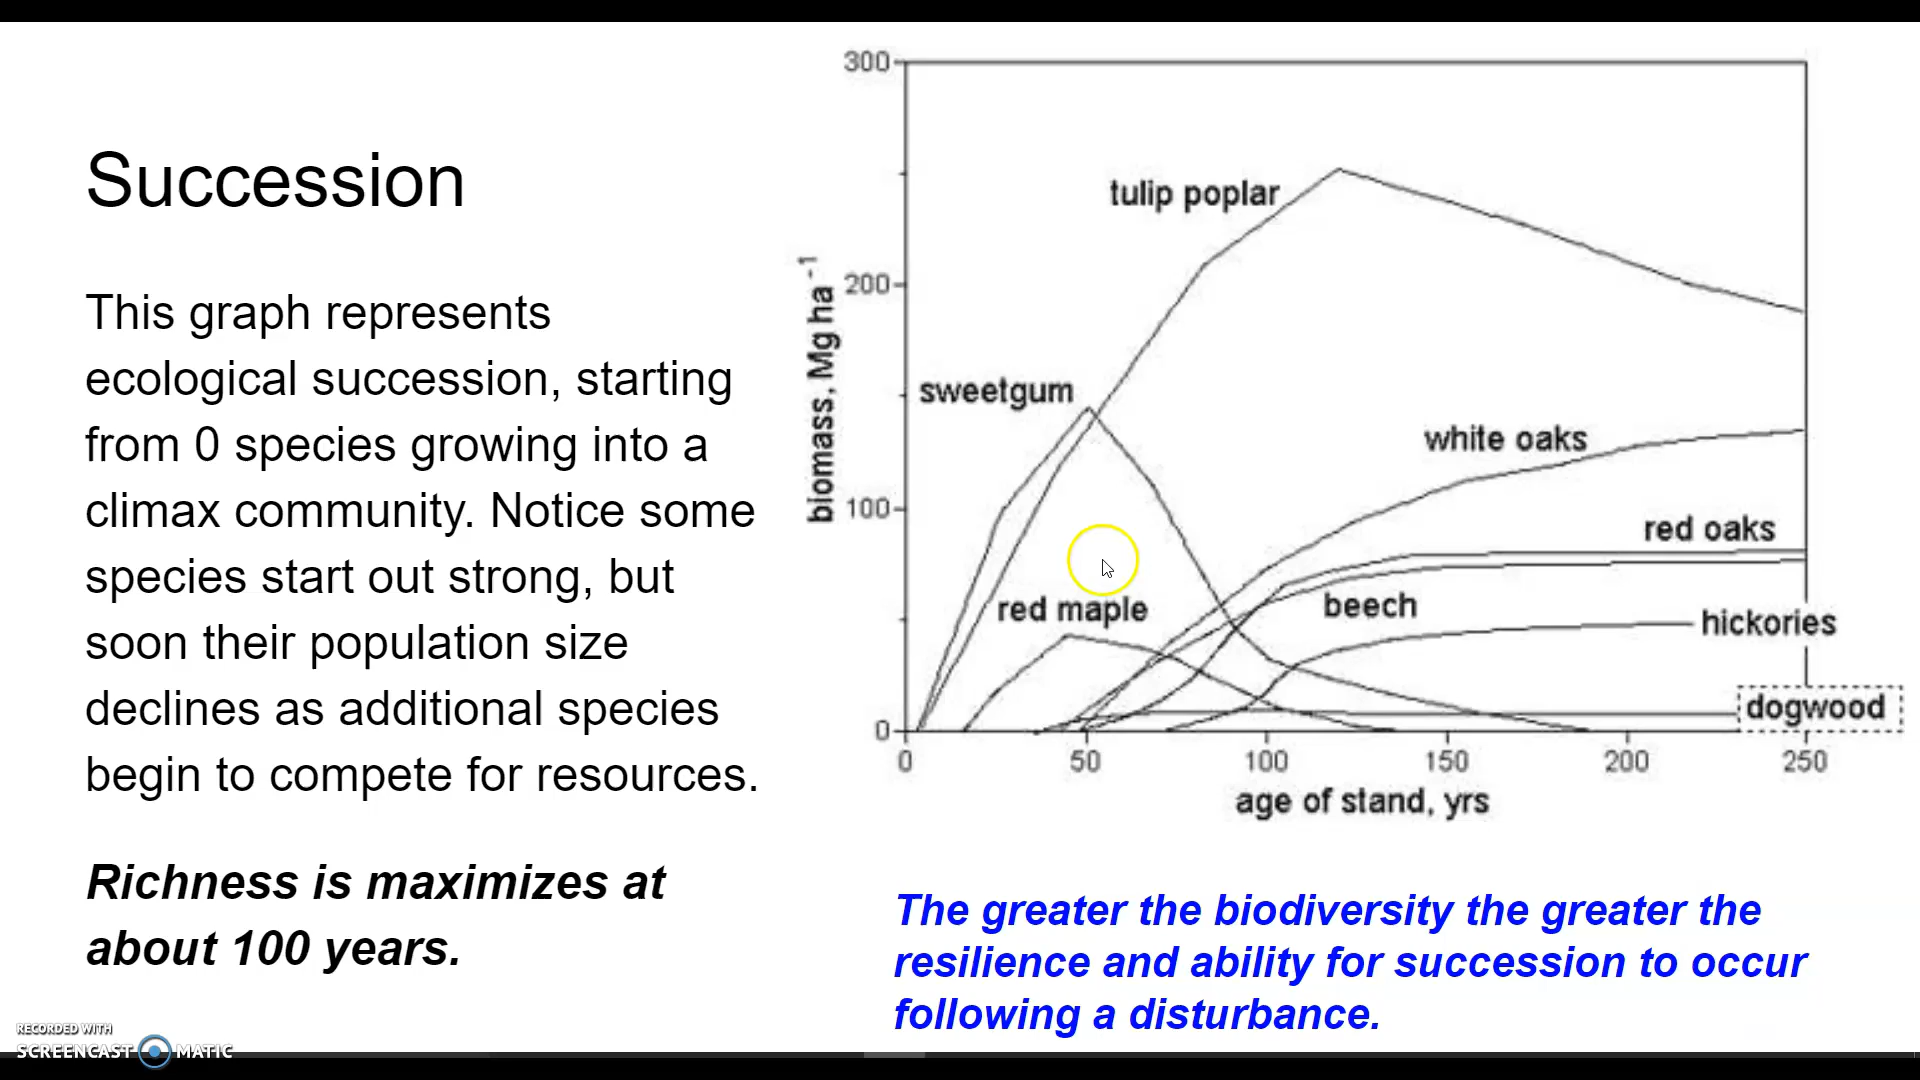 Succession
This graph represents
ecological succession, starting
from 0 species growing into a
climax community. Notice some
species start out strong, but
soon their population size
declines as additional species
begin to compete for resources.
Richness is maximizes at
about 100 years.
300
200
100
0
biomass, Mg ha -1
tulip poplar
sweetgum
white oaks
red oaks
red maple
beech
hickories
dogwood
0 50 100 150 200 250
age of stand, yrs
The greater the biodiversity the greater the
resilience and ability for succession to occur
following a disturbance.
RECORDED WITH
SCREENCAST MATIC